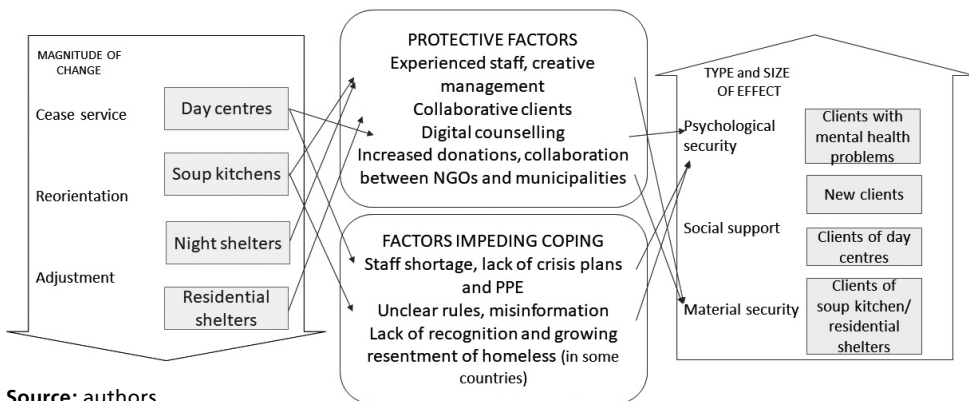 MAGNITUDE OF
CHANGE
Cease service
Reorientation
Adjustment
Day centres
Soup kitchens
Night shelters
Residential
shelters
PROTECTIVE FACTORS
Experienced staff, creative
management
Collaborative clients
Digital counselling
Increased donations, collaboration
between NGOs and municipalities
FACTORS IMPEDING COPING
Staff shortage, lack of crisis plans
and PPE
Unclear rules, misinformation
Lack of recognition and growing
resentment of homeless (in some
countries)
TYPE and SIZE
OF EFFECT
Psychological
security
Social support
Material security
Clients with
mental health
problems
New clients
Clients of day
centres
Clients of
soup kitchen/
residential
shelters
Source: authors